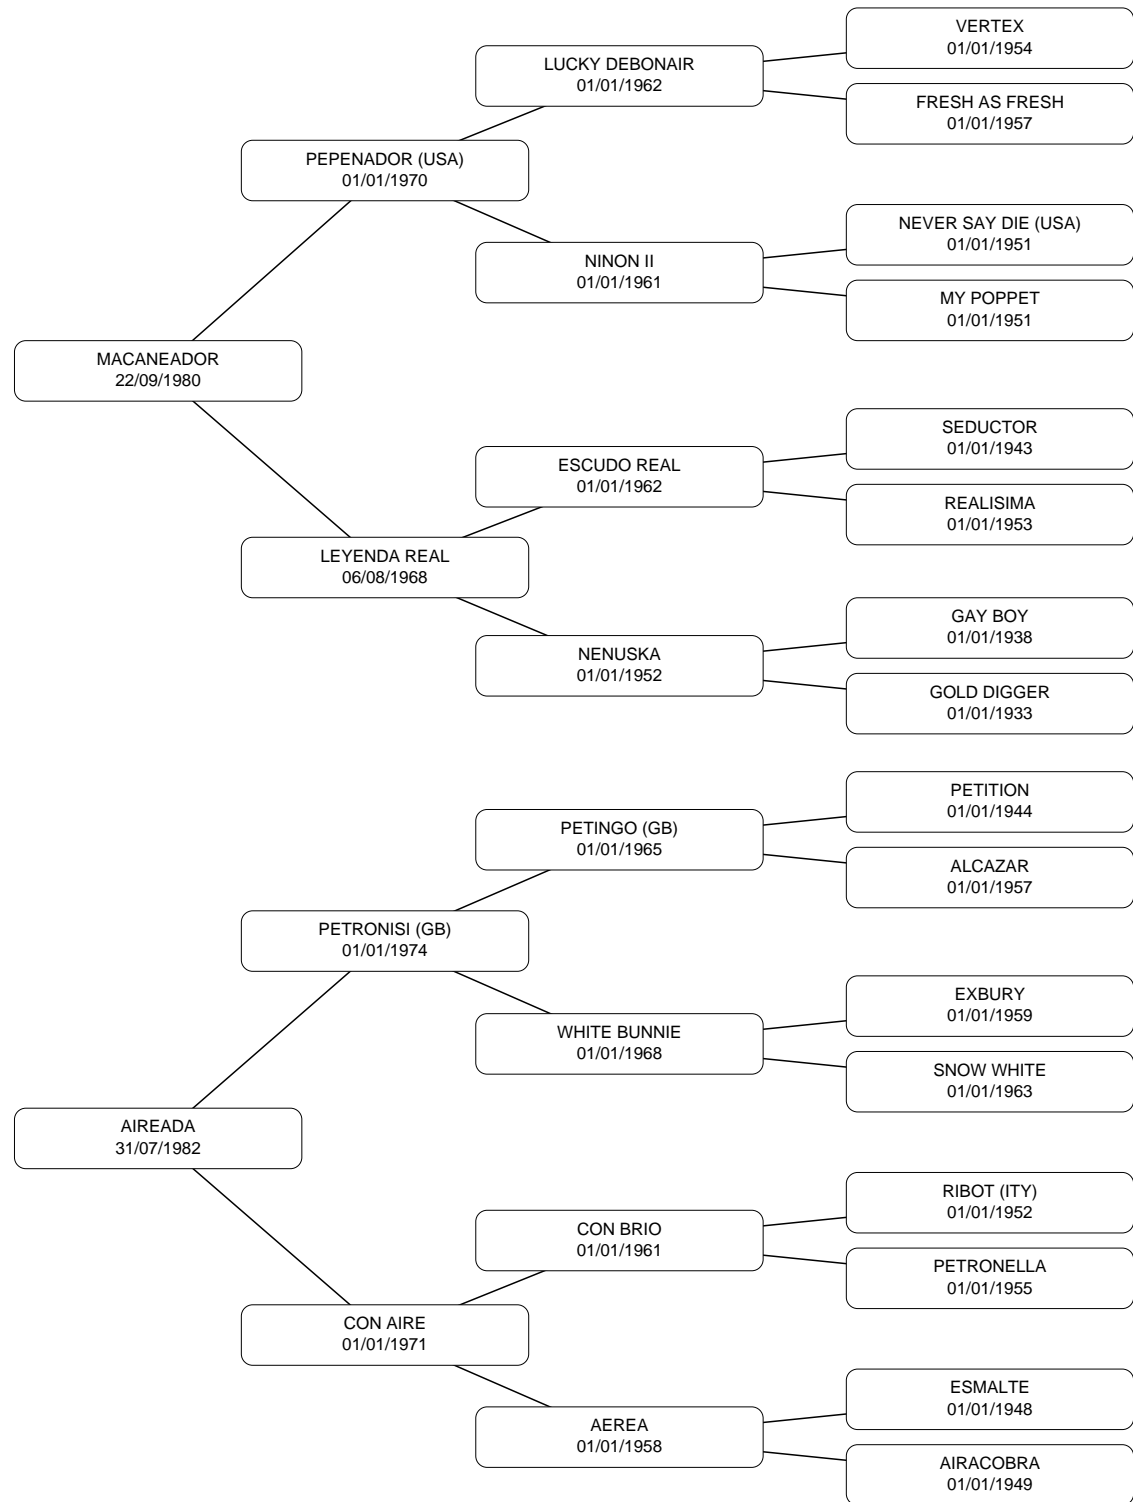 VERTEX
01/01/1954
LUCKY DEBONAIR
01/01/1962
FRESH AS FRESH
01/01/1957
PEPENADOR (USA)
01/01/1970
NEVER SAY DIE (USA)
01/01/1951
NINON II
01/01/1961
MY POPPET
01/01/1951
MACANEADOR
22/09/1980
SEDUCTOR
01/01/1943
ESCUDO REAL
01/01/1962
REALISIMA
01/01/1953
LEYENDA REAL
06/08/1968
GAY BOY
01/01/1938
NENUSKA
01/01/1952
GOLD DIGGER
01/01/1933
PETITION
01/01/1944
PETINGO (GB)
01/01/1965
ALCAZAR
01/01/1957
PETRONISI (GB)
01/01/1974
EXBURY
01/01/1959
WHITE BUNNIE
01/01/1968
SNOW WHITE
01/01/1963
AIREADA
31/07/1982
RIBOT (ITY)
01/01/1952
CON BRIO
01/01/1961
PETRONELLA
01/01/1955
CON AIRE
01/01/1971
ESMALTE
01/01/1948
AEREA
01/01/1958
AIRACOBRA
01/01/1949